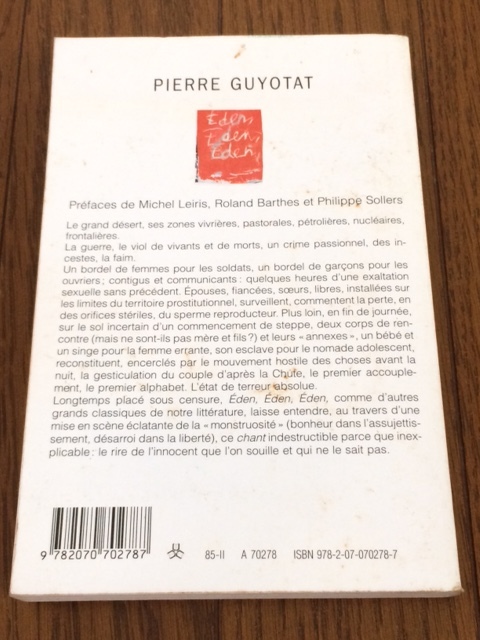 PIERRE GUYOTAT
Éden,
Éden,
Éden
Préfaces de Michel Leiris, Roland Barthes et Philippe Sollers
Le grand désert, ses zones vivrières, pastorales, pétrolières, nucléaires,
frontalières.
La guerre, le viol de vivants et de morts, un crime passionnel, des in-
cestes, la faim.
Un bordel de femmes pour les soldats, un bordel de garçons pour les
ouvriers ; contigus et communicants : quelques heures d'une exaltation
sexuelle sans précédent. Épouses, fiancées, sœurs, libres, installées sur
les limites du territoire prostitutionnel, surveillent, commentent la perte, en
des orifices stériles, du sperme reproducteur. Plus loin, en fin de journée,
sur le sol incertain d'un commencement de steppe, deux corps de ren-
contre (mais ne sont-ils pas mère et fils ?) et leurs « annexes », un bébé et
un singe pour la femme errante, son esclave pour le nomade adolescent,
reconstituent, encerclés par le mouvement hostile des choses avant la
nuit, la gesticulation du couple d'après la Chute, le premier accouple-
ment, le premier alphabet. L'état de terreur absolue.
Longtemps placé sous censure, Éden, Éden, Éden, comme d'autres
grands classiques de notre littérature, laisse entendre, au travers d'une
mise en scène éclatante de la « monstruosité » (bonheur dans l'assujettis-
sement, désarroi dans la liberté), ce chant indestructible parce que inex-
plicable : le rire de l'innocent que l'on souille et qui ne le sait pas.
9 782070 702787
85-II A 70278 ISBN 978-2-07-070278-7